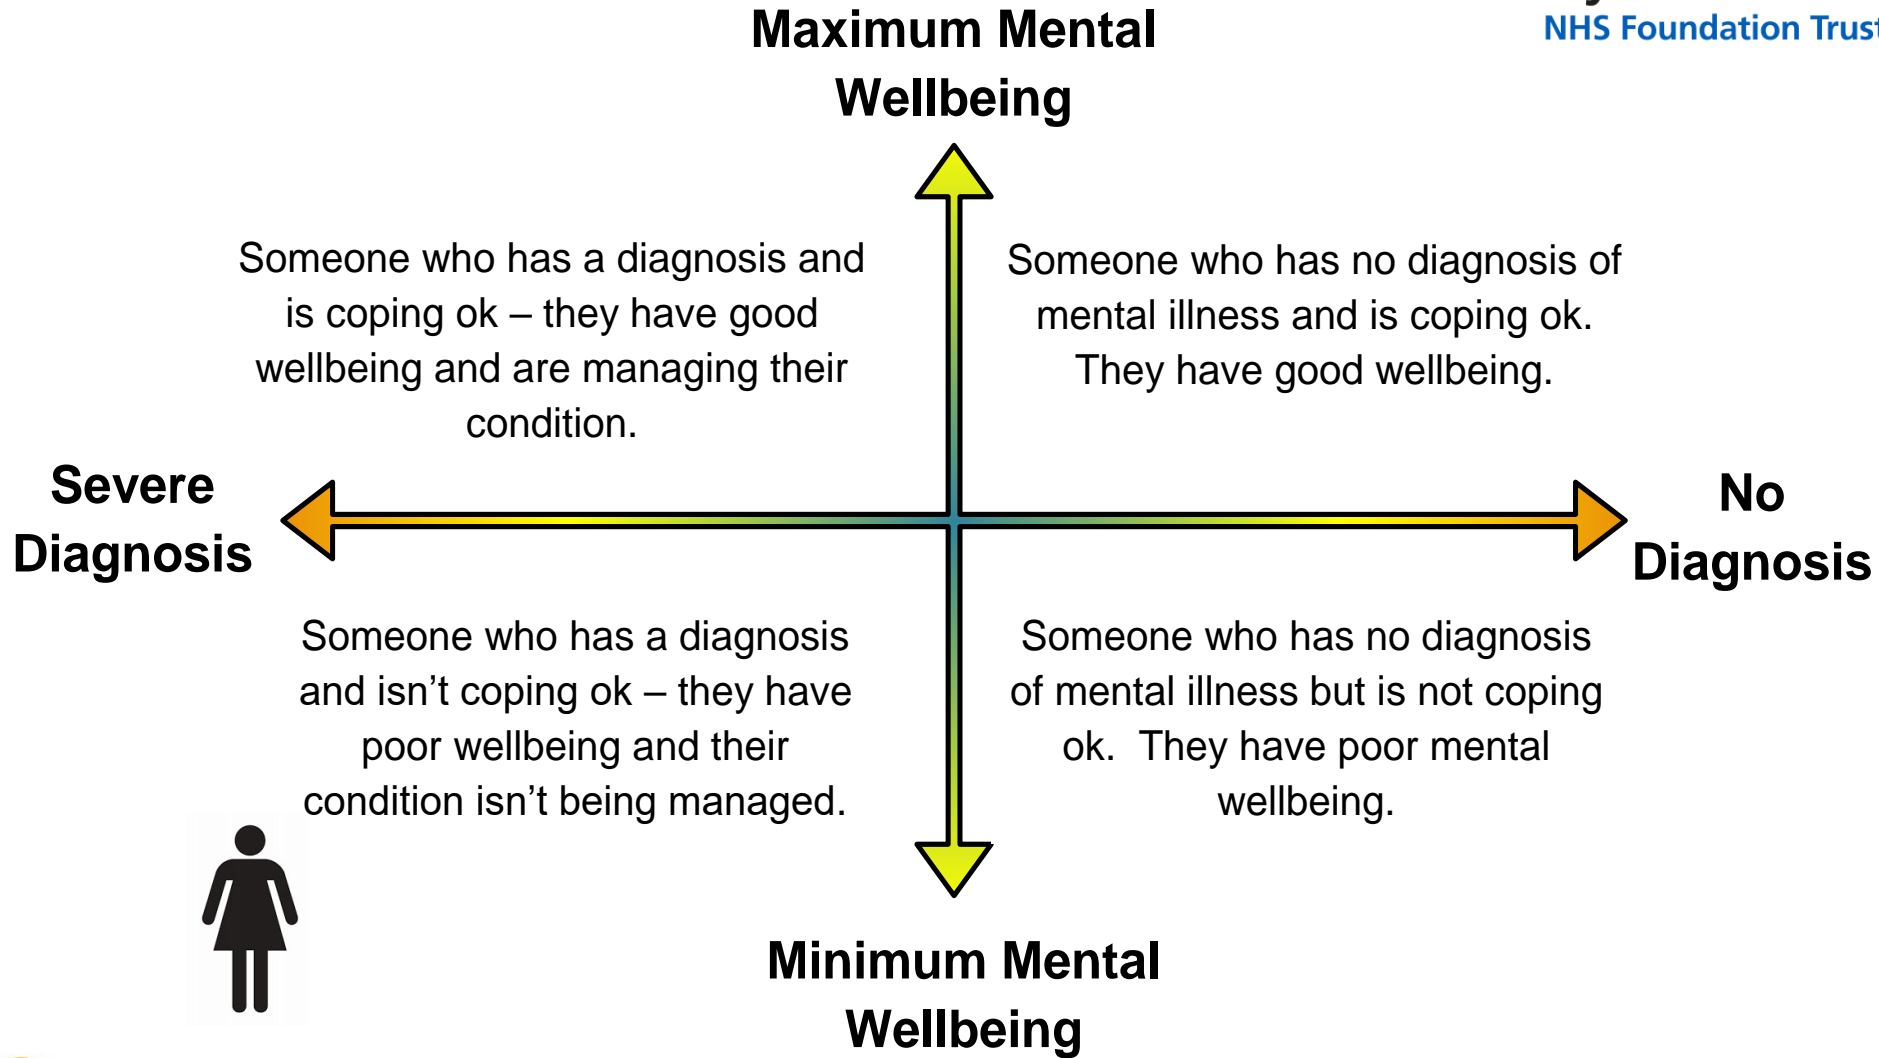 NHS Foundation Trust
Maximum Mental
Wellbeing
Someone who has a diagnosis and
is coping ok – they have good
wellbeing and are managing their
condition.
Someone who has no diagnosis of
mental illness and is coping ok.
They have good wellbeing.
Severe
Diagnosis
No
Diagnosis
Someone who has a diagnosis
and isn’t coping ok – they have
poor wellbeing and their
condition isn’t being managed.
Someone who has no diagnosis
of mental illness but is not coping
ok.  They have poor mental
wellbeing.
Minimum Mental
Wellbeing